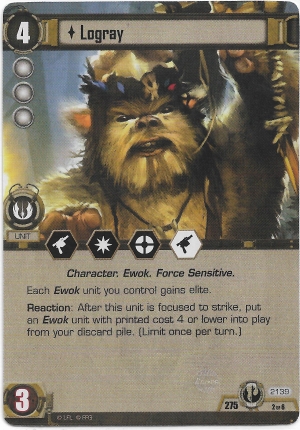 4
Logray
UNIT
Character. Ewok. Force Sensitive.
Each Ewok unit you control gains elite.
Reaction: After this unit is focused to strike, put
an Ewok unit with printed cost 4 or lower into play
from your discard pile. (Limit once per turn.)
3
© LFL © FFG
275
2139
2 of 6